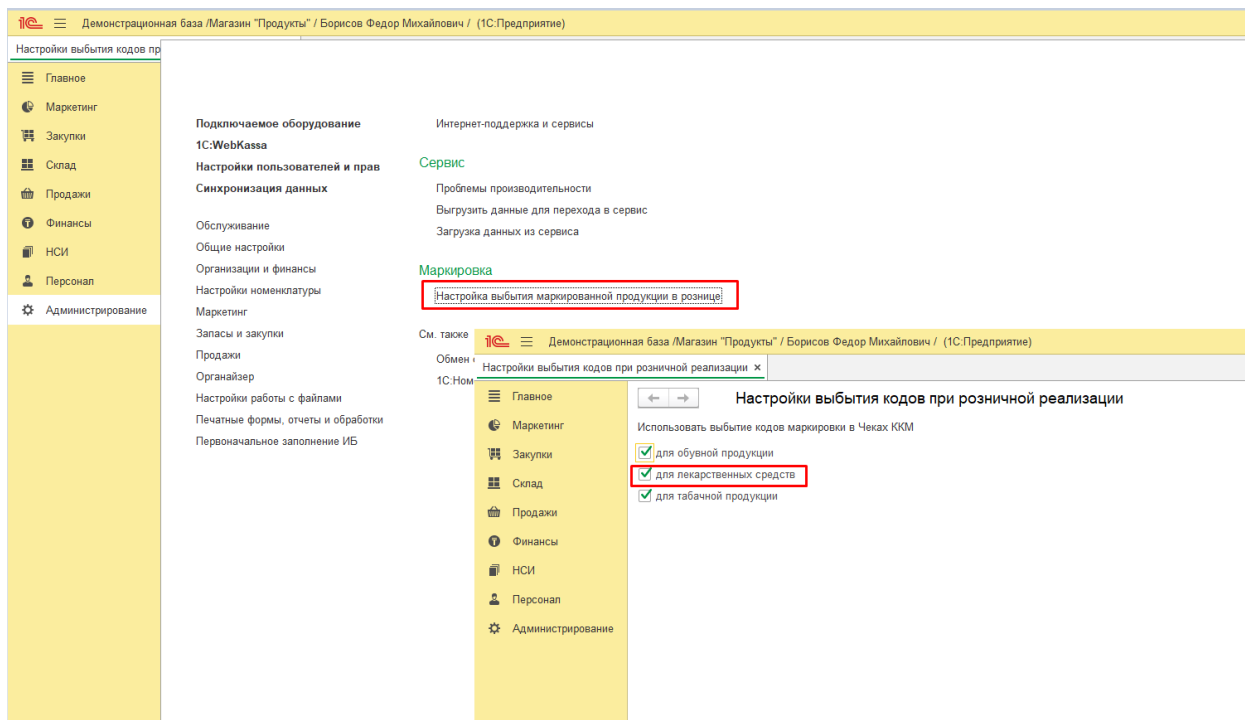 1С Демонстрационная база /Магазин "Продукты" / Борисов Федор Михайлович / (1С:Предприятие)
Настройки выбытия кодов пр
Главное
Маркетинг
Закупки
Склад
Продажи
Финансы
НСИ
Персонал
Администрирование
Подключаемое оборудование
1С:WebKassa
Настройки пользователей и прав
Синхронизация данных
Обслуживание
Общие настройки
Организации и финансы
Настройки номенклатуры
Маркетинг
Запасы и закупки
Продажи
Органайзер
Настройки работы с файлами
Печатные формы, отчеты и обработки
Первоначальное заполнение ИБ
Интернет-поддержка и сервисы
Сервис
Проблемы производительности
Выгрузить данные для перехода в сервис
Загрузка данных из сервиса
Маркировка
Настройка выбытия маркированной продукции в рознице
См. также
Обмен
1С:Ном
1С Демонстрационная база /Магазин "Продукты" / Борисов Федор Михайлович / (1С:Предприятие)
Настройки выбытия кодов при розничной реализации ×
Главное
Маркетинг
Закупки
Склад
Продажи
Финансы
НСИ
Персонал
Администрирование
Настройки выбытия кодов при розничной реализации
Использовать выбытие кодов маркировки в Чеках ККМ
для обувной продукции
для лекарственных средств
для табачной продукции